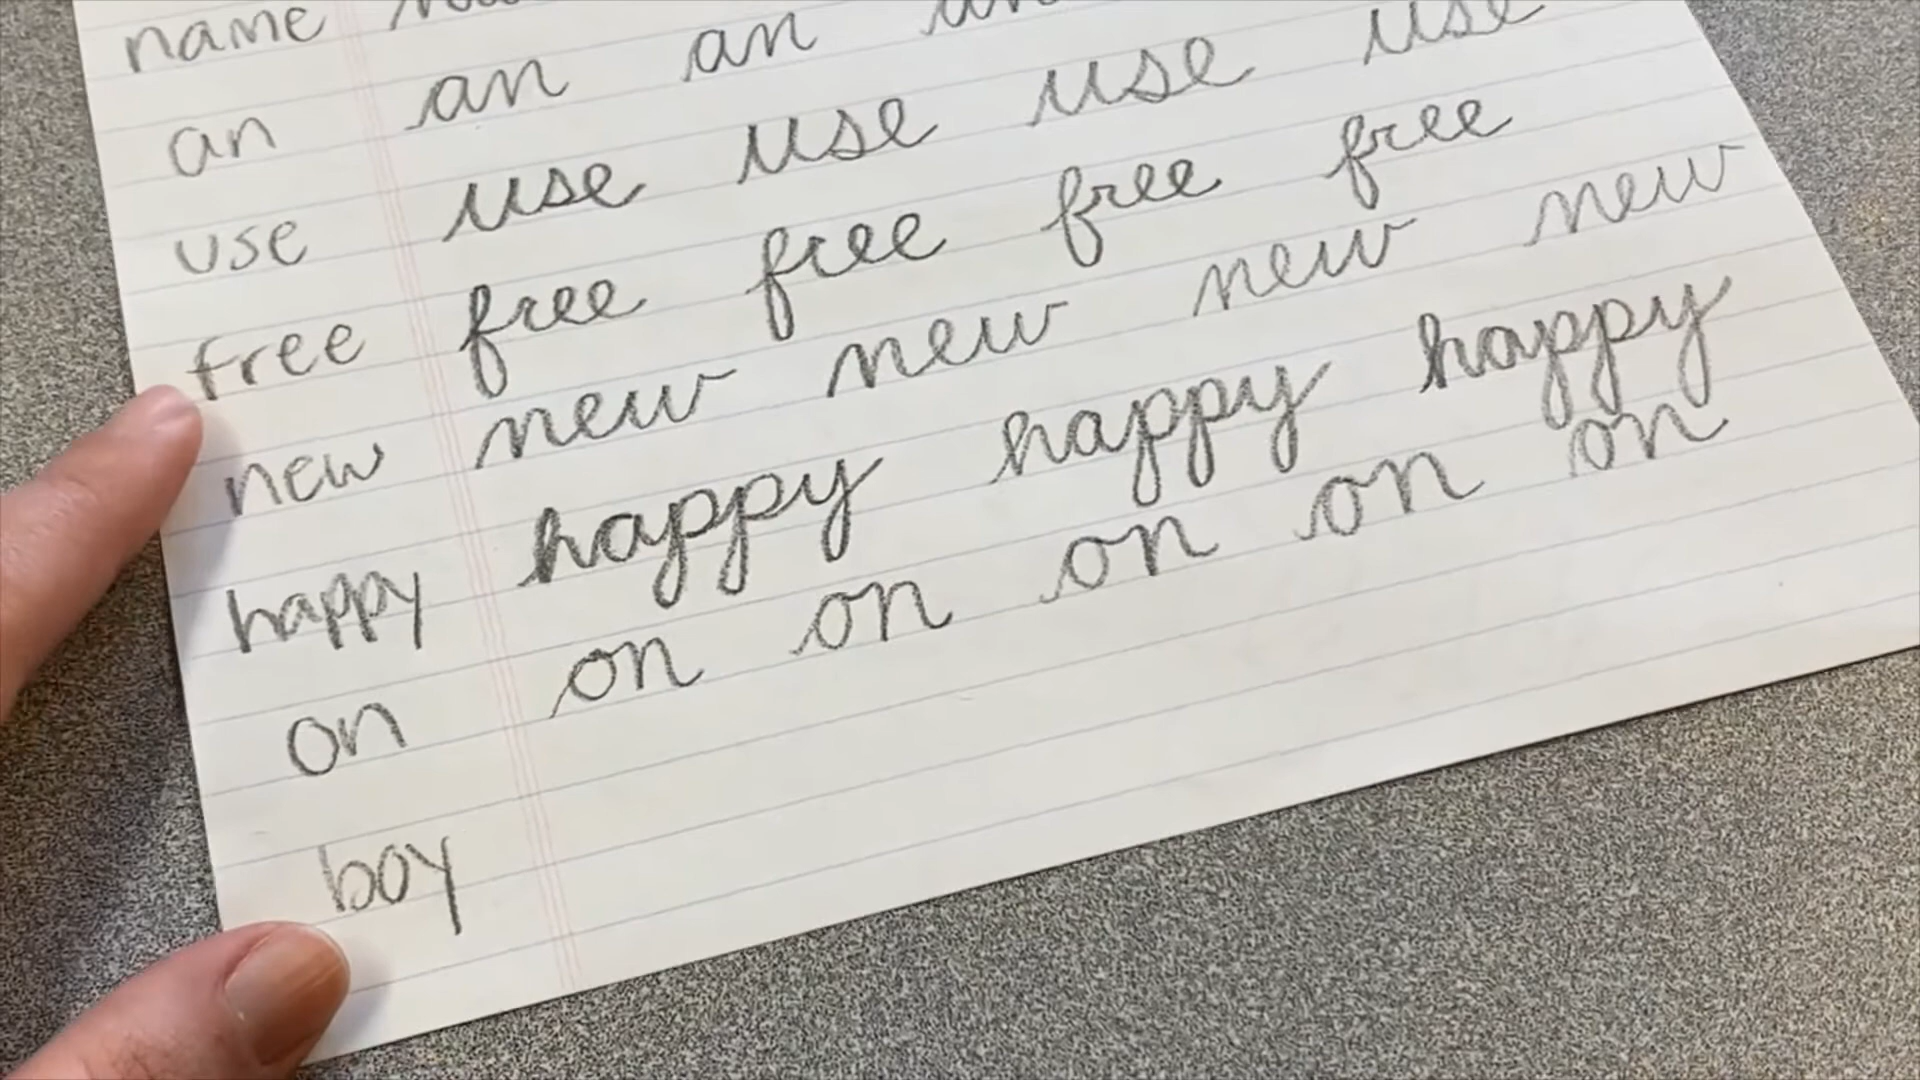 name
an an an
use use use use use
free free free free free
new new new new new
happy happy happy happy
on on on on on on
boy